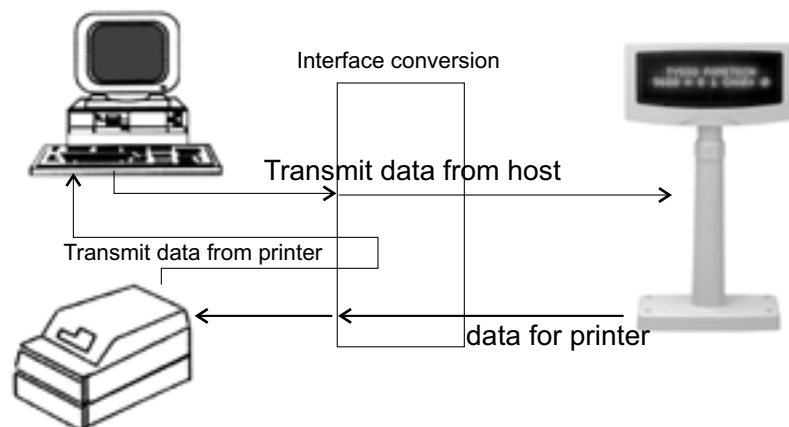 Interface conversion
Transmit data from host
Transmit data from printer
data for printer